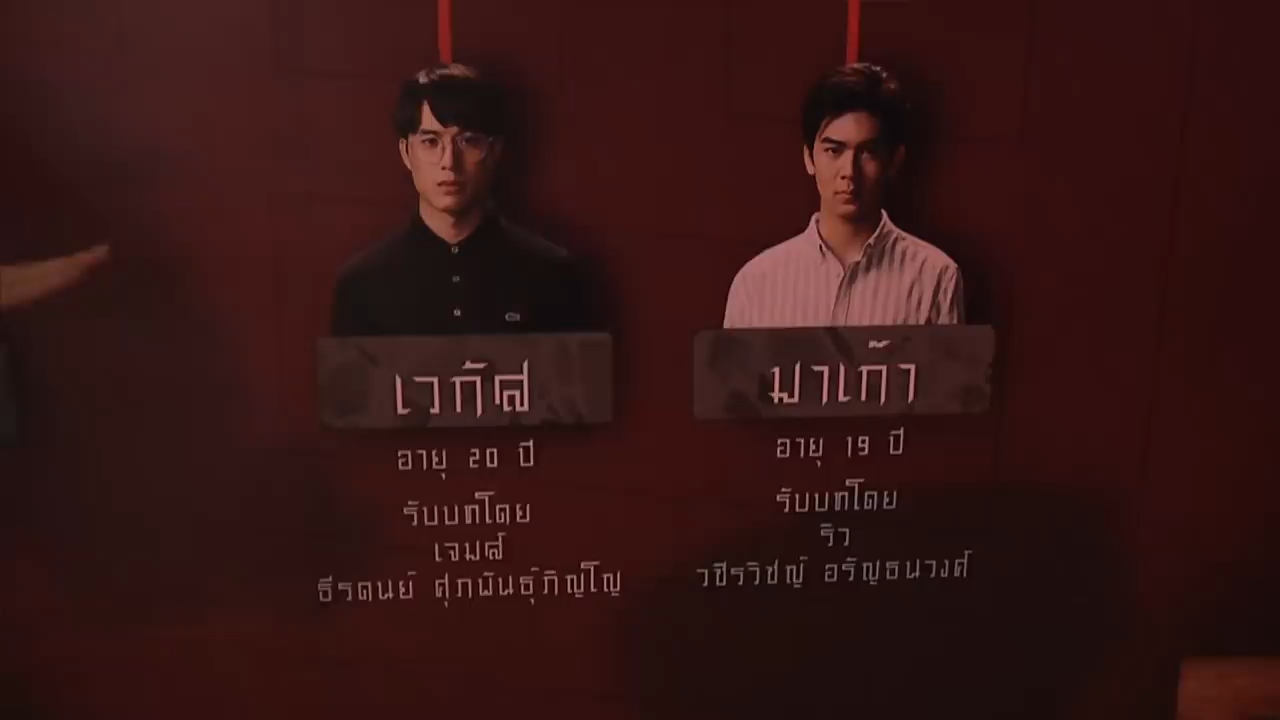 เวกัส
อายุ 20 ปี
รับบทโดย
เจมส์
ธีรดนย์ ศุภพันธุ์ภิญโญ
มาเก๊า
อายุ 19 ปี
รับบทโดย
ริว
วชิรวิชญ์ อรัญธนวงศ์